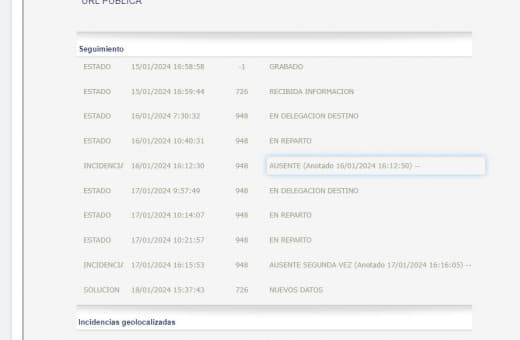 URL PUBLICA
Seguimiento
ESTADO 15/01/2024 16:58:58 -1 GRABADO
ESTADO 15/01/2024 16:59:44 726 RECIBIDA INFORMACION
ESTADO 16/01/2024 7:30:32 948 EN DELEGACION DESTINO
ESTADO 16/01/2024 10:40:31 948 EN REPARTO
INCIDENCIA 16/01/2024 16:12:30 948 AUSENTE (Anotado 16/01/2024 16:12:50) --
ESTADO 17/01/2024 9:37:49 948 EN DELEGACION DESTINO
ESTADO 17/01/2024 10:14:07 948 EN REPARTO
ESTADO 17/01/2024 10:21:57 948 EN REPARTO
INCIDENCIA 17/01/2024 16:15:53 948 AUSENTE SEGUNDA VEZ (Anotado 17/01/2024 16:16:05) --
SOLUCION 18/01/2024 15:37:43 726 NUEVOS DATOS
Incidencias geolocalizadas